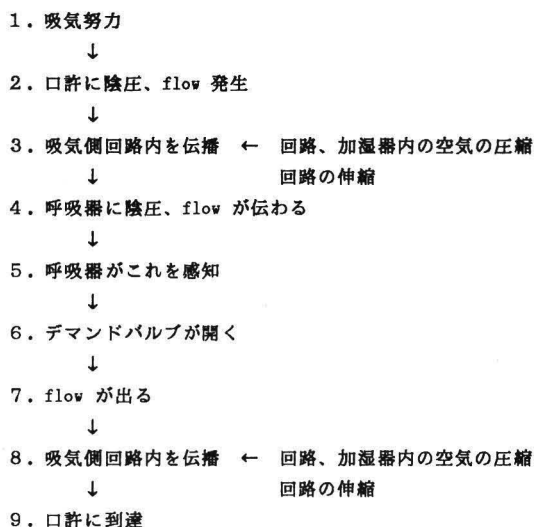 １．吸気努力
↓
２．口許に陰圧、flow 発生
↓
３．吸気側回路内を伝播 ← 回路、加湿器内の空気の圧縮
↓ 回路の伸縮
４．呼吸器に陰圧、flow が伝わる
↓
５．呼吸器がこれを感知
↓
６．デマンドバルブが開く
↓
７．flow が出る
↓
８．吸気側回路内を伝播 ← 回路、加湿器内の空気の圧縮
↓ 回路の伸縮
９．口許に到達